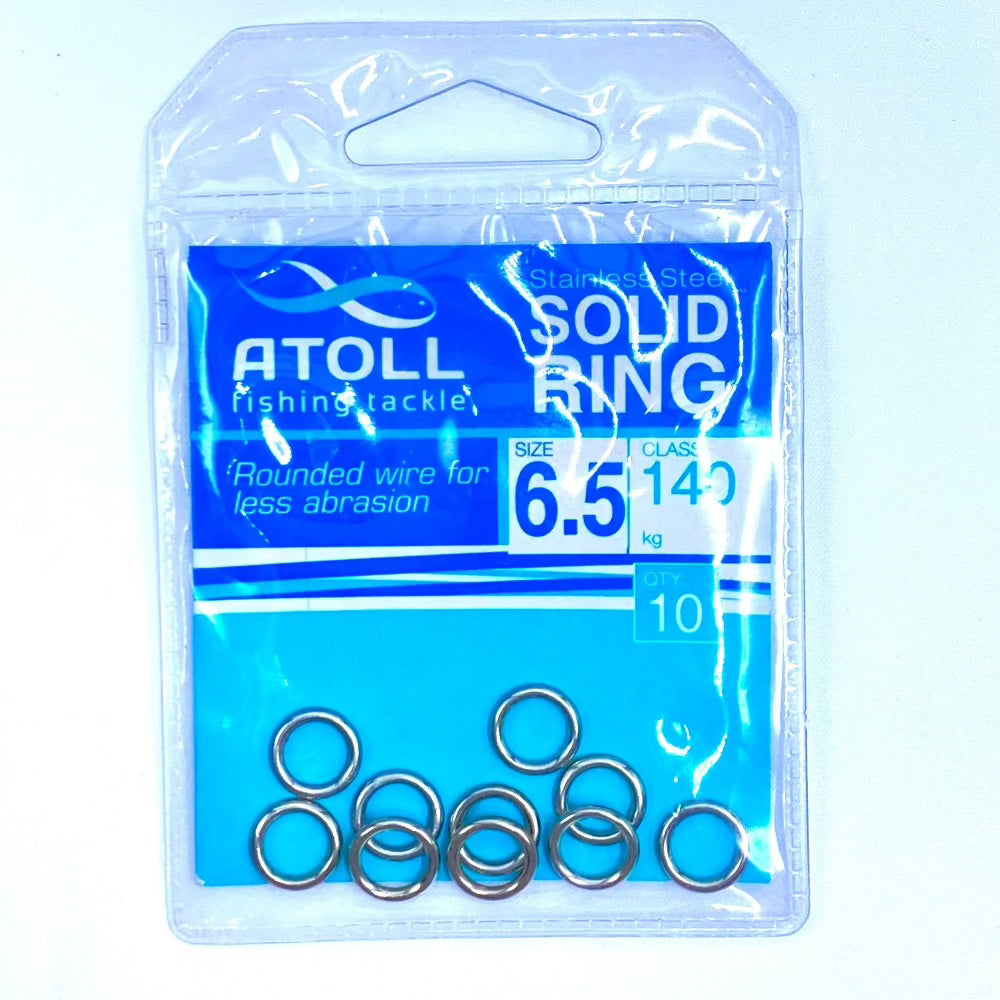 ATOLL
fishing tackle
Stainless Steel
SOLID
RING
Rounded wire for
less abrasion
SIZE
6.5
CLASS
140
kg
QTY.
10